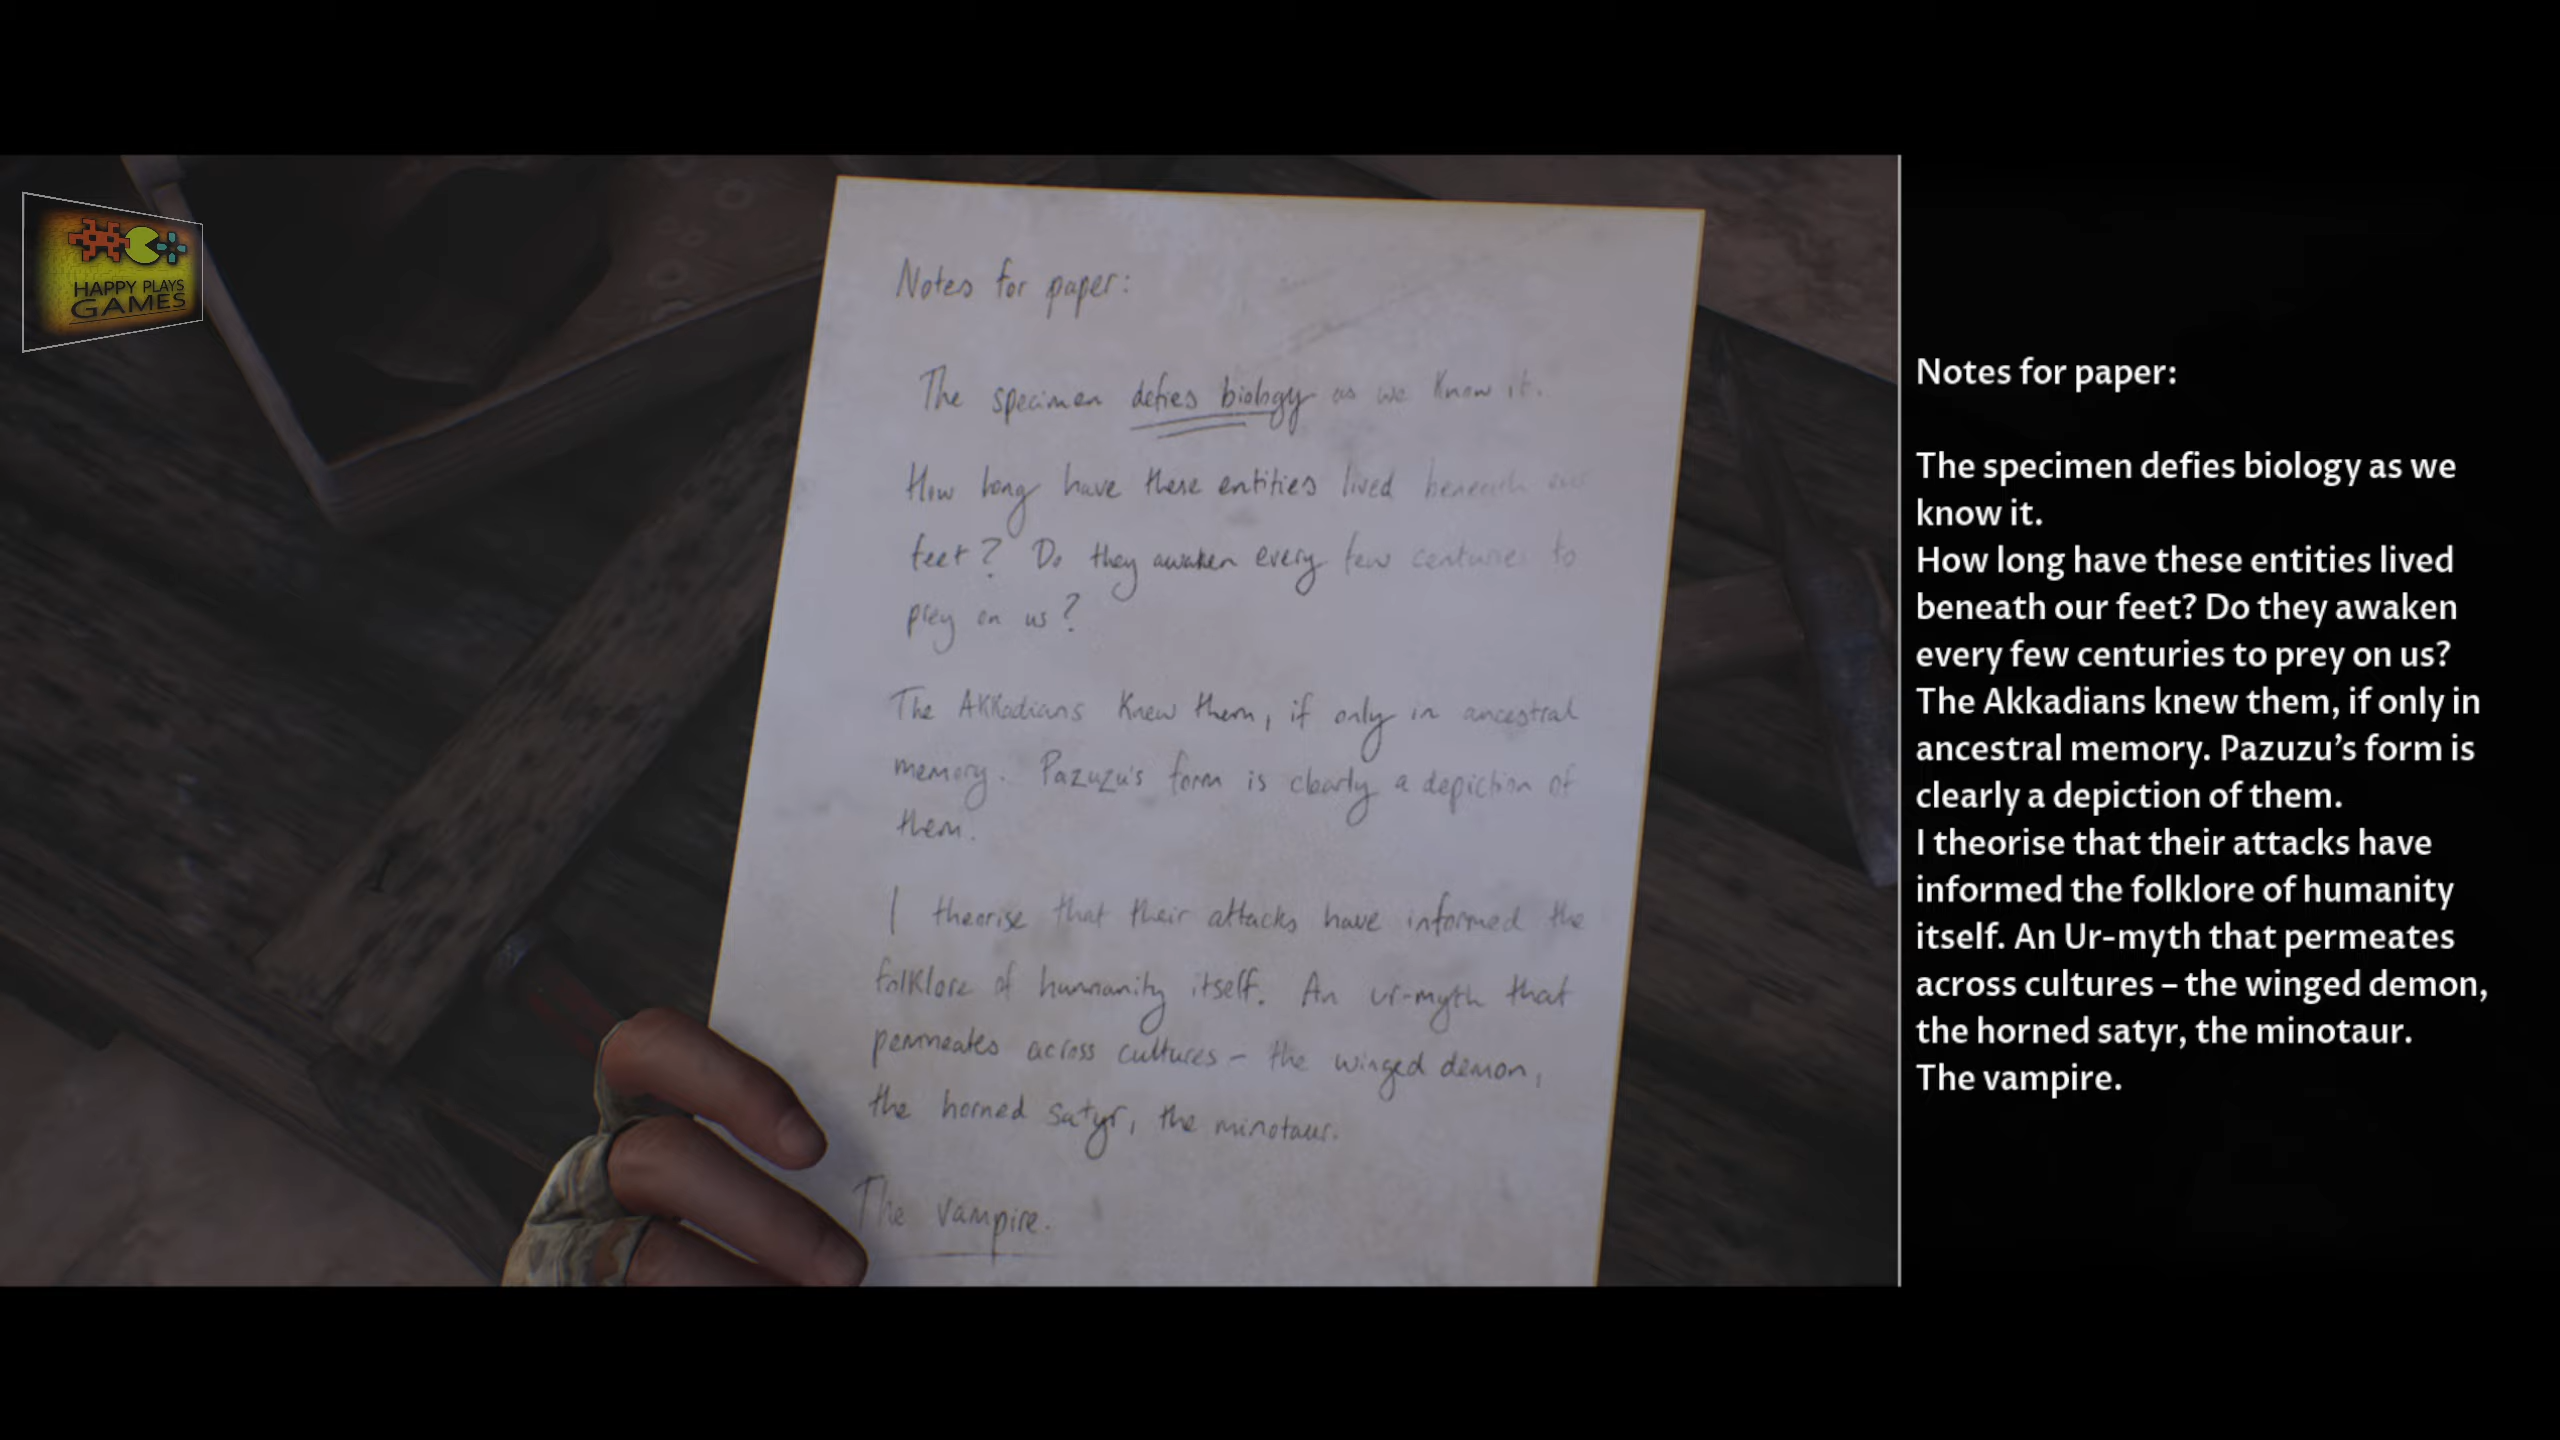 HAPPY PLAYS
GAMES
Notes for paper:
The specimen defies biology as we know it.
How long have these entities lived beneath our
feet? Do they awaken every few centuries to
prey on us?
The Akkadians knew them, if only in ancestral
memory. Pazuzu's form is clearly a depiction of
them.
I theorise that their attacks have informed the
folklore of humanity itself. An ur-myth that
permeates across cultures – the winged demon,
the horned satyr, the minotaur.
The vampire.
Notes for paper:
The specimen defies biology as we
know it.
How long have these entities lived
beneath our feet? Do they awaken
every few centuries to prey on us?
The Akkadians knew them, if only in
ancestral memory. Pazuzu’s form is
clearly a depiction of them.
I theorise that their attacks have
informed the folklore of humanity
itself. An Ur-myth that permeates
across cultures – the winged demon,
the horned satyr, the minotaur.
The vampire.